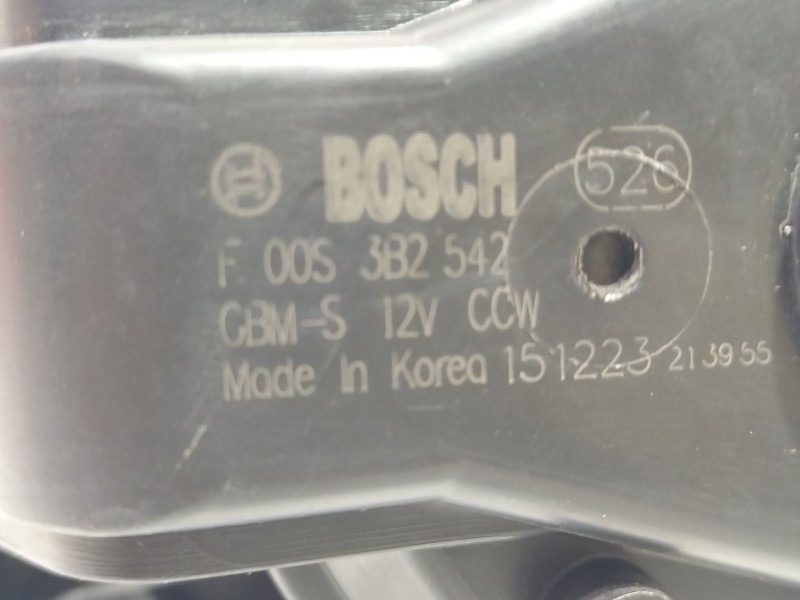 BOSCH 526
F 00S 3B2 542
GBM-S 12V CCW
Made In Korea 151223 213955